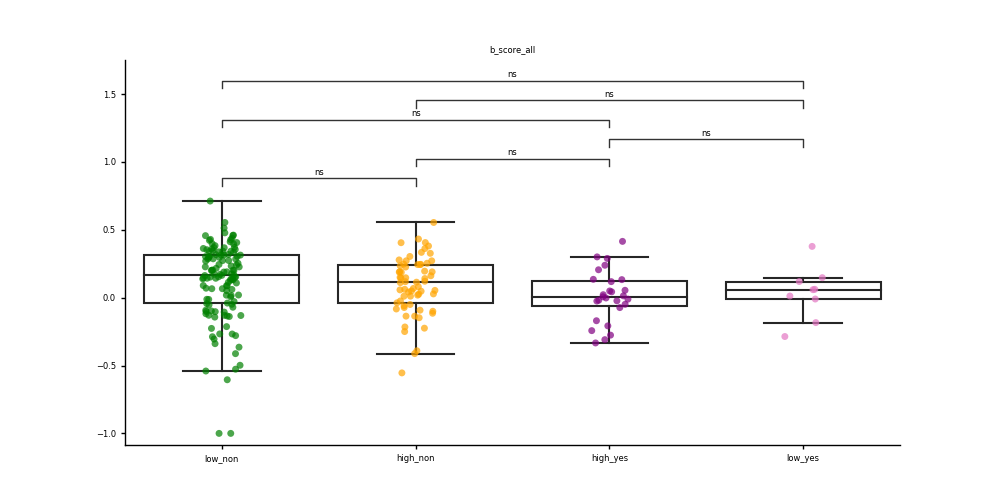 b_score_all
ns
ns
ns
ns
ns
ns
1.5
1.0
0.5
0.0
−0.5
−1.0
low_non high_non high_yes low_yes